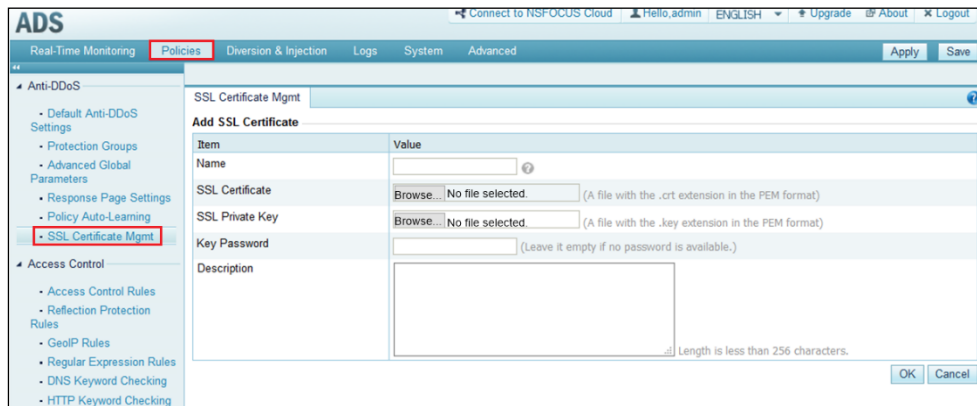 ADS
Connect to NSFOCUS Cloud Hello,admin ENGLISH Upgrade About Logout
Real-Time Monitoring Policies Diversion & Injection Logs System Advanced Apply Save
Anti-DDoS
Default Anti-DDoS
Settings
Protection Groups
Advanced Global
Parameters
Response Page Settings
Policy Auto-Learning
SSL Certificate Mgmt
Access Control
Access Control Rules
Reflection Protection
Rules
GeoIP Rules
Regular Expression Rules
DNS Keyword Checking
HTTP Keyword Checking
SSL Certificate Mgmt
Add SSL Certificate
Item Value
Name
SSL Certificate Browse... No file selected. (A file with the .crt extension in the PEM format)
SSL Private Key Browse... No file selected. (A file with the .key extension in the PEM format)
Key Password (Leave it empty if no password is available.)
Description
Length is less than 256 characters.
OK Cancel